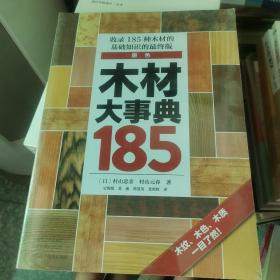 收录185种木材的
基础知识的最终版
原色
木材
大事典
185
[日] 村山忠亲 村山元春 著
木纹、木色、木质
一目了然!